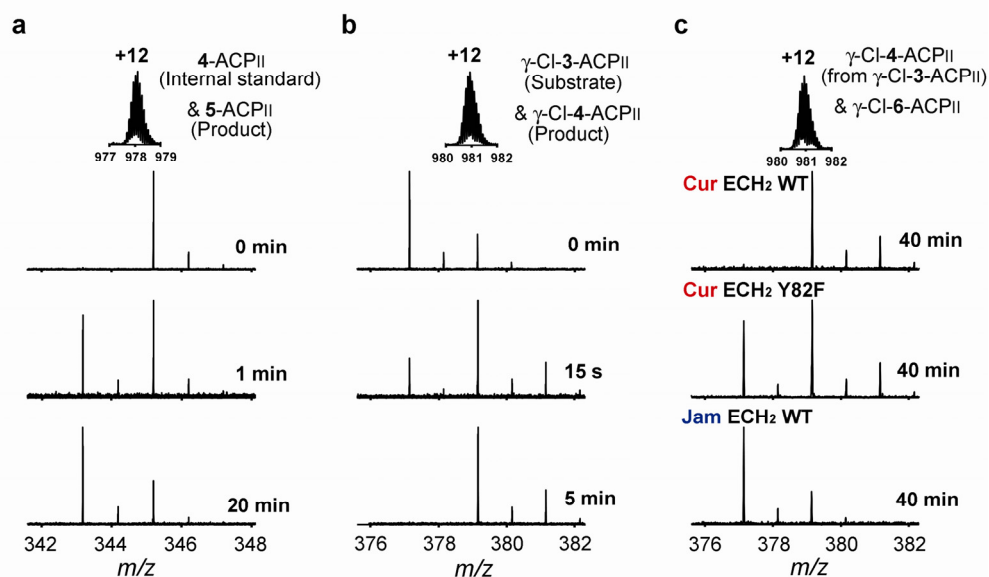 a
+12
4-ACPII
(Internal standard)
& 5-ACPII
(Product)
977 978 979
0 min
1 min
20 min
342 344 346 348
m/z
b
+12
γ-Cl-3-ACPII
(Substrate)
& γ-Cl-4-ACPII
(Product)
980 981 982
0 min
15 s
5 min
376 378 380 382
m/z
c
+12
γ-Cl-4-ACPII
(from γ-Cl-3-ACPII)
& γ-Cl-6-ACPII
980 981 982
Cur ECH2 WT
40 min
Cur ECH2 Y82F
40 min
Jam ECH2 WT
40 min
376 378 380 382
m/z